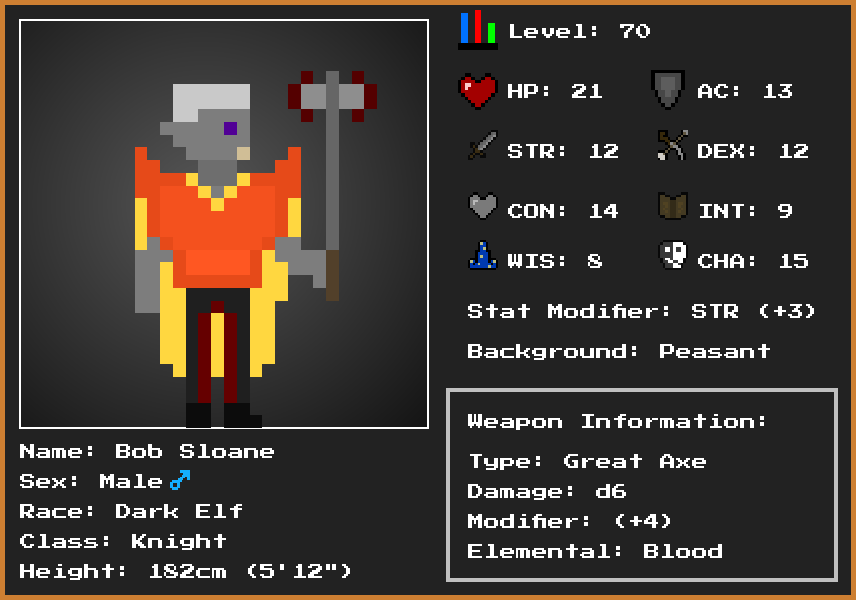 Level: 70
HP: 21 AC: 13
STR: 12 DEX: 12
CON: 14 INT: 9
WIS: 8 CHA: 15
Stat Modifier: STR (+3)
Background: Peasant
Weapon Information:
Type: Great Axe
Damage: d6
Modifier: (+4)
Elemental: Blood
Name: Bob Sloane
Sex: Male ♂
Race: Dark Elf
Class: Knight
Height: 182cm (5'12")